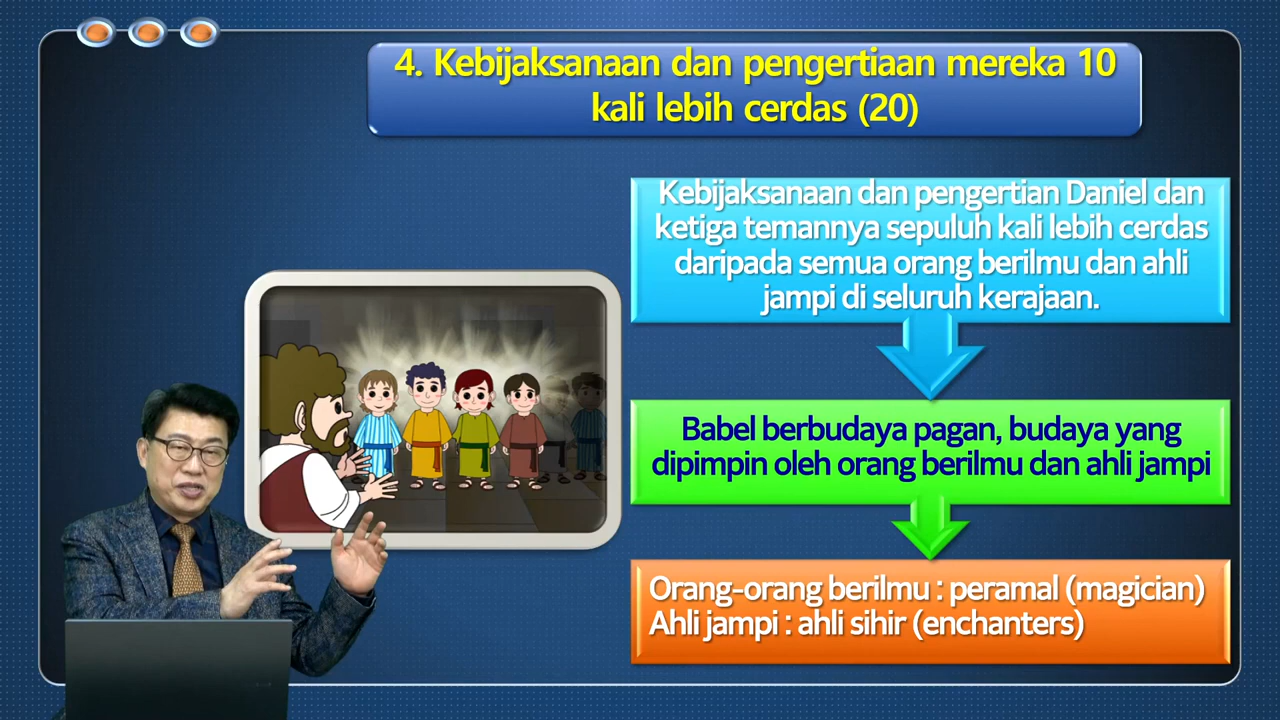 4. Kebijaksanaan dan pengertiaan mereka 10
kali lebih cerdas (20)
Kebijaksanaan dan pengertian Daniel dan
ketiga temannya sepuluh kali lebih cerdas
daripada semua orang berilmu dan ahli
jampi di seluruh kerajaan.
Babel berbudaya pagan, budaya yang
dipimpin oleh orang berilmu dan ahli jampi
Orang-orang berilmu : peramal (magician)
Ahli jampi : ahli sihir (enchanters)